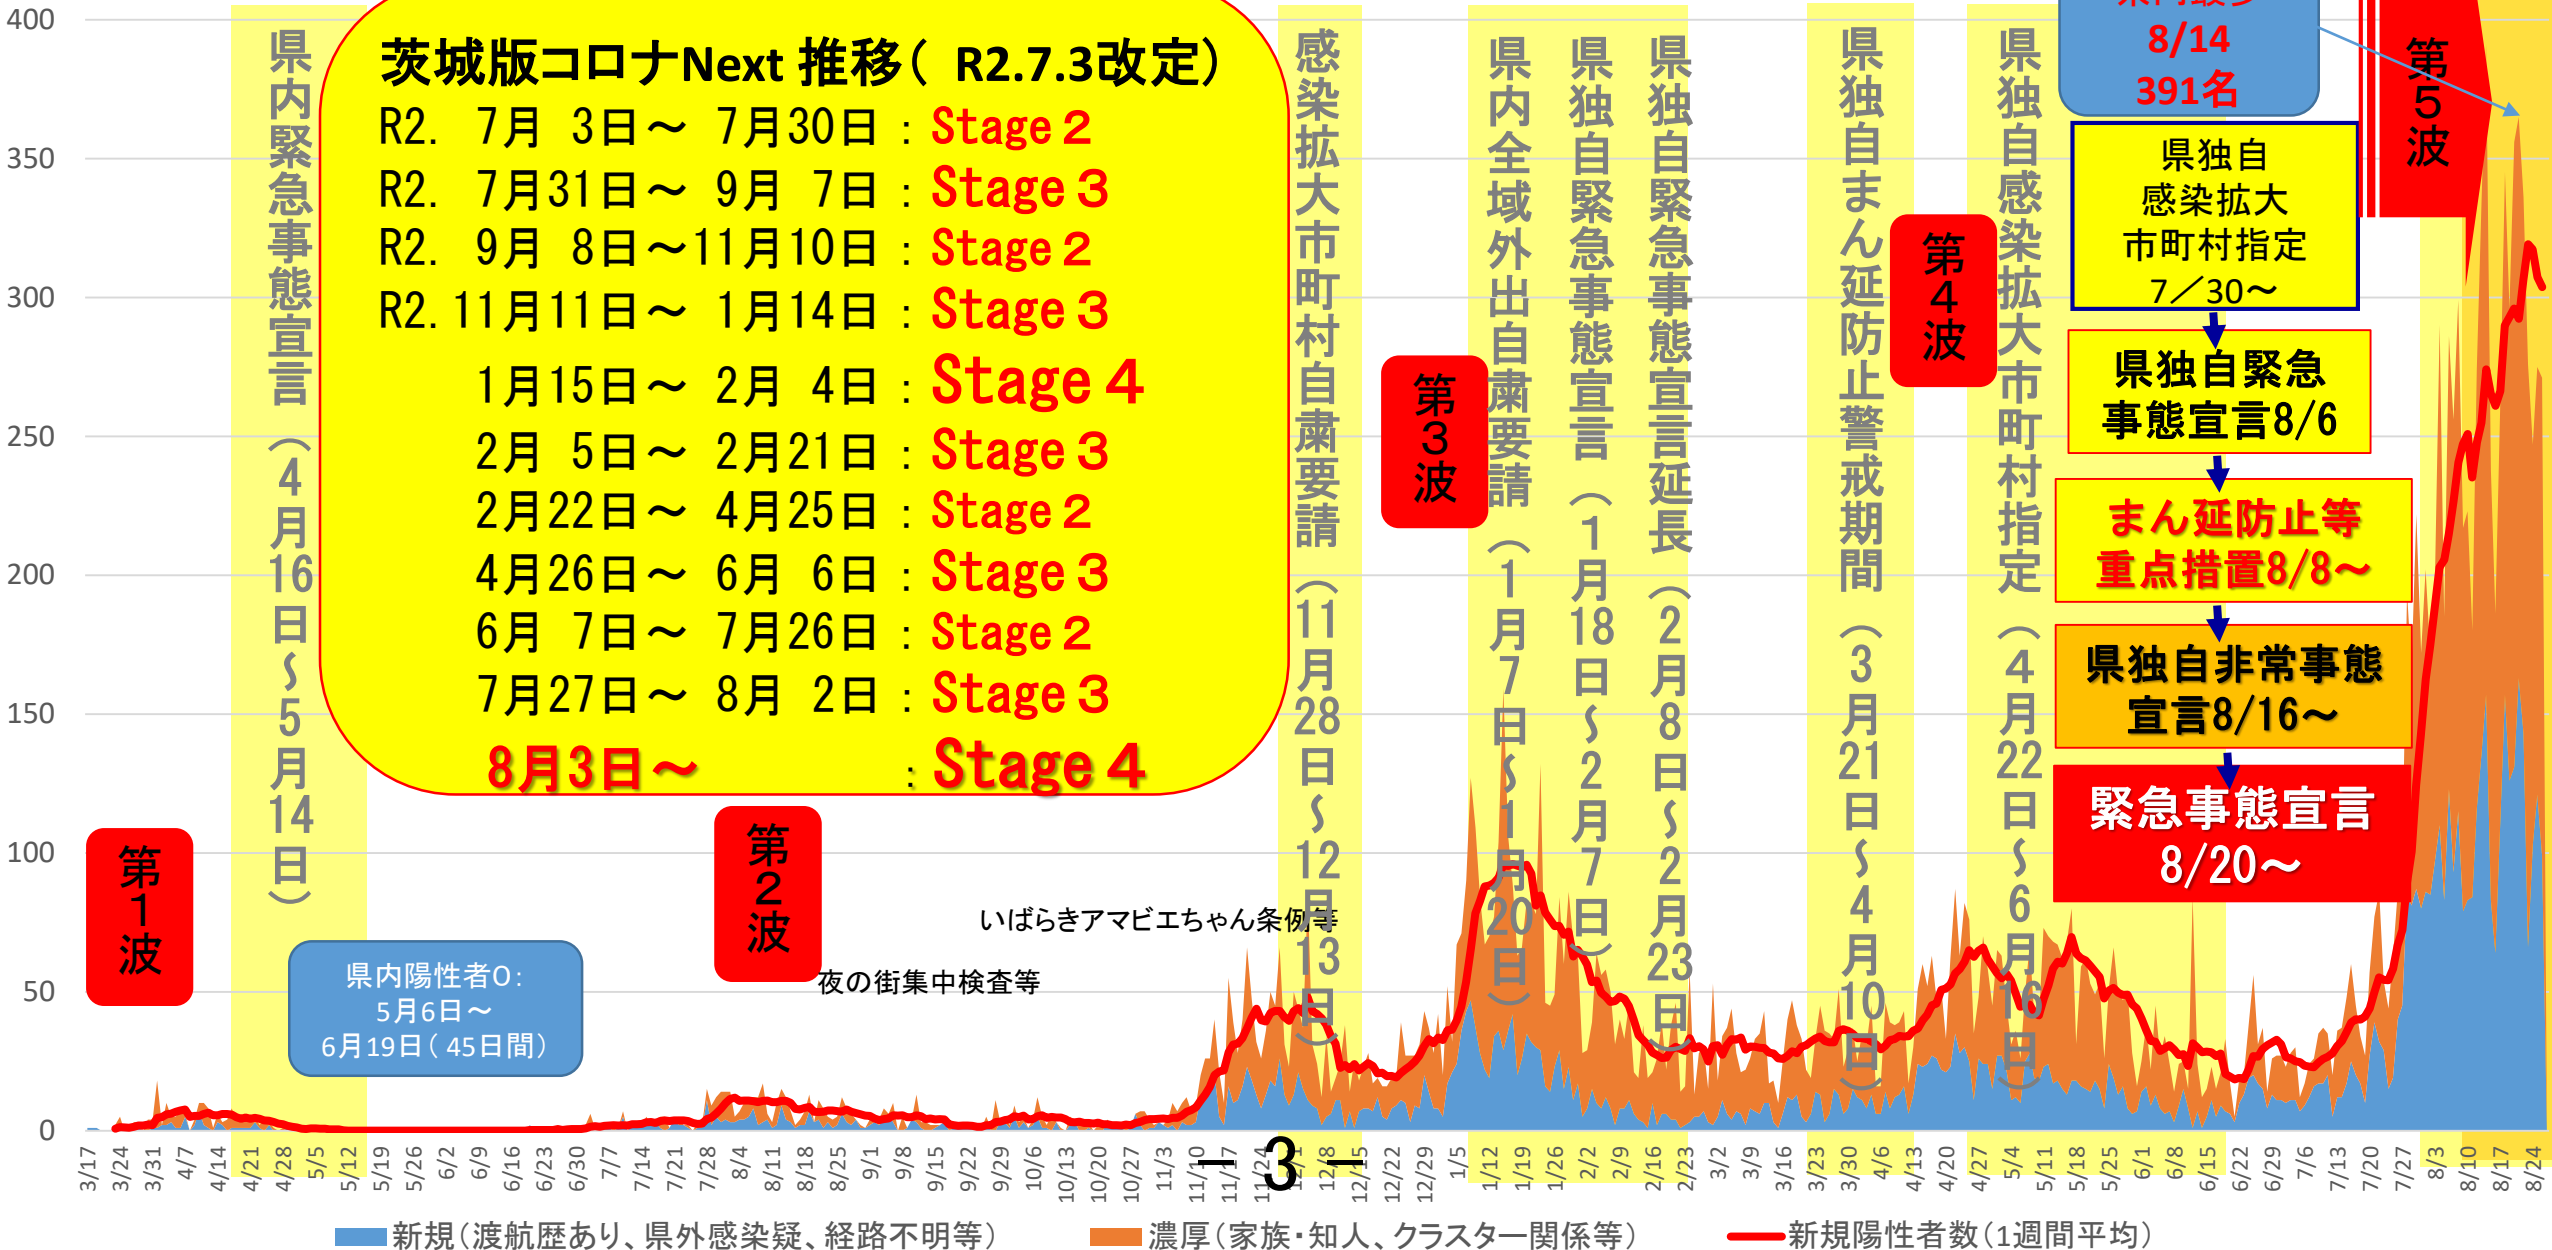 400
350
300
250
200
150
100
50
0
茨城版コロナNext 推移( R2.7.3改定)
R2. 7月 3日～ 7月30日 : Stage２
R2. 7月31日～ 9月 7日 : Stage３
R2. 9月 8日～11月10日 : Stage２
R2. 11月11日～ 1月14日 : Stage３
1月15日～ 2月 4日 : Stage４
2月 5日～ 2月21日 : Stage３
2月22日～ 4月25日 : Stage２
4月26日～ 6月 6日 : Stage３
6月 7日～ 7月26日 : Stage２
7月27日～ 8月 2日 : Stage３
8月3日～ : Stage４
県内緊急事態宣言（4月16日～5月14日）
感染拡大市町村自粛要請（11月28日～12月13日）
県内全域外出自粛要請（1月7日～1月20日）
県独自緊急事態宣言（1月18日～2月7日）
県独自緊急事態宣言延長（2月8日～2月23日）
県独自まん延防止警戒期間（3月21日～4月10日）
県独自感染拡大市町村指定（4月22日～6月16日）
第１波
第２波
第３波
第４波
第５波
県内陽性者0：
5月6日～
6月19日（45日間）
いばらきアマビエちゃん条例等
夜の街集中検査等
8/14
391名
県独自
感染拡大
市町村指定
7／30～
県独自緊急
事態宣言8/6
まん延防止等
重点措置8/8～
県独自非常事態
宣言8/16～
緊急事態宣言
8/20～
3/17 3/24 3/31 4/7 4/14 4/21 4/28 5/5 5/12 5/19 5/26 6/2 6/9 6/16 6/23 6/30 7/7 7/14 7/21 7/28 8/4 8/11 8/18 8/25 9/1 9/8 9/15 9/22 9/29 10/6 10/13 10/20 10/27 11/3 11/10 11/17 11/24 12/1 12/8 12/15 12/22 12/29 1/5 1/12 1/19 1/26 2/2 2/9 2/16 2/23 3/2 3/9 3/16 3/23 3/30 4/6 4/13 4/20 4/27 5/4 5/11 5/18 5/25 6/1 6/8 6/15 6/22 6/29 7/6 7/13 7/20 7/27 8/3 8/10 8/17 8/24
－3－
新規(渡航歴あり、県外感染疑、経路不明等) 濃厚(家族・知人、クラスター関係等) 新規陽性者数(1週間平均)